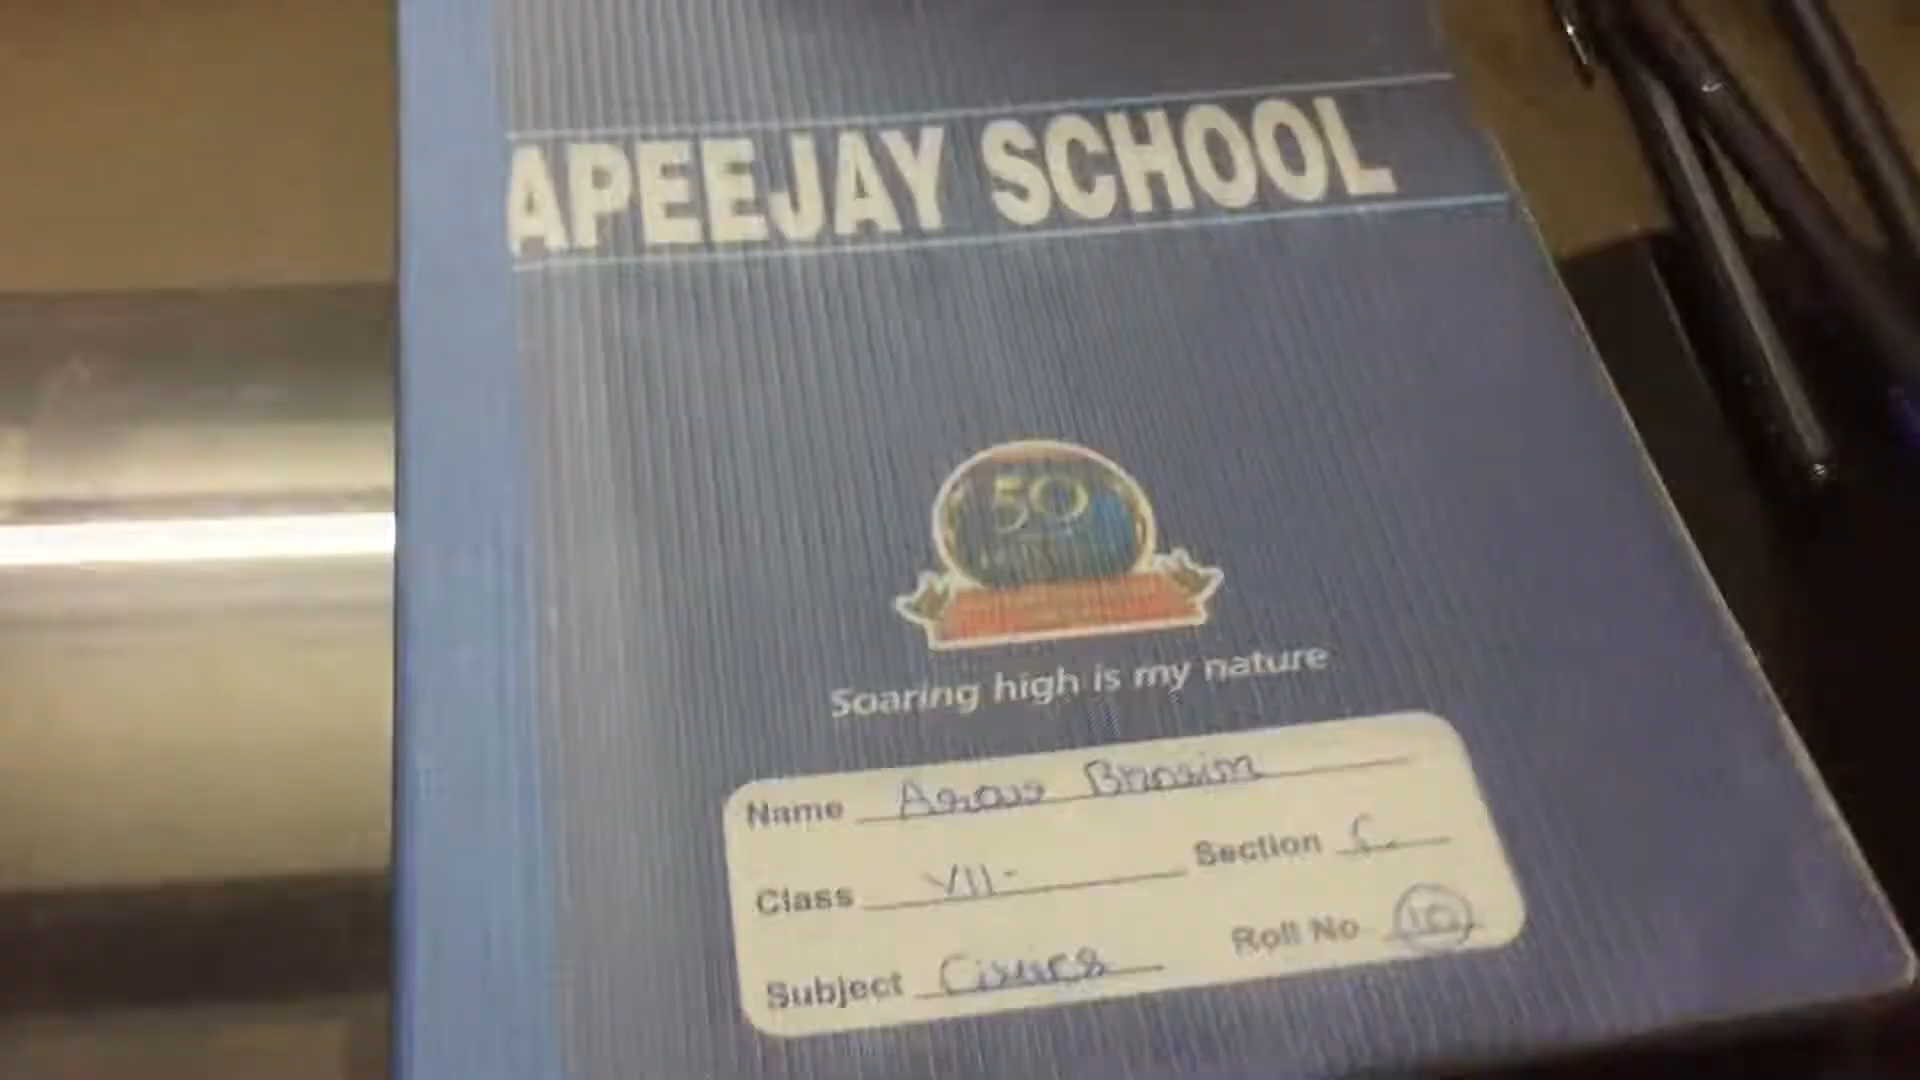 APEEJAY SCHOOL
50
Soaring high is my nature
Name
Class VII- Section
Subject Civics Roll No 10